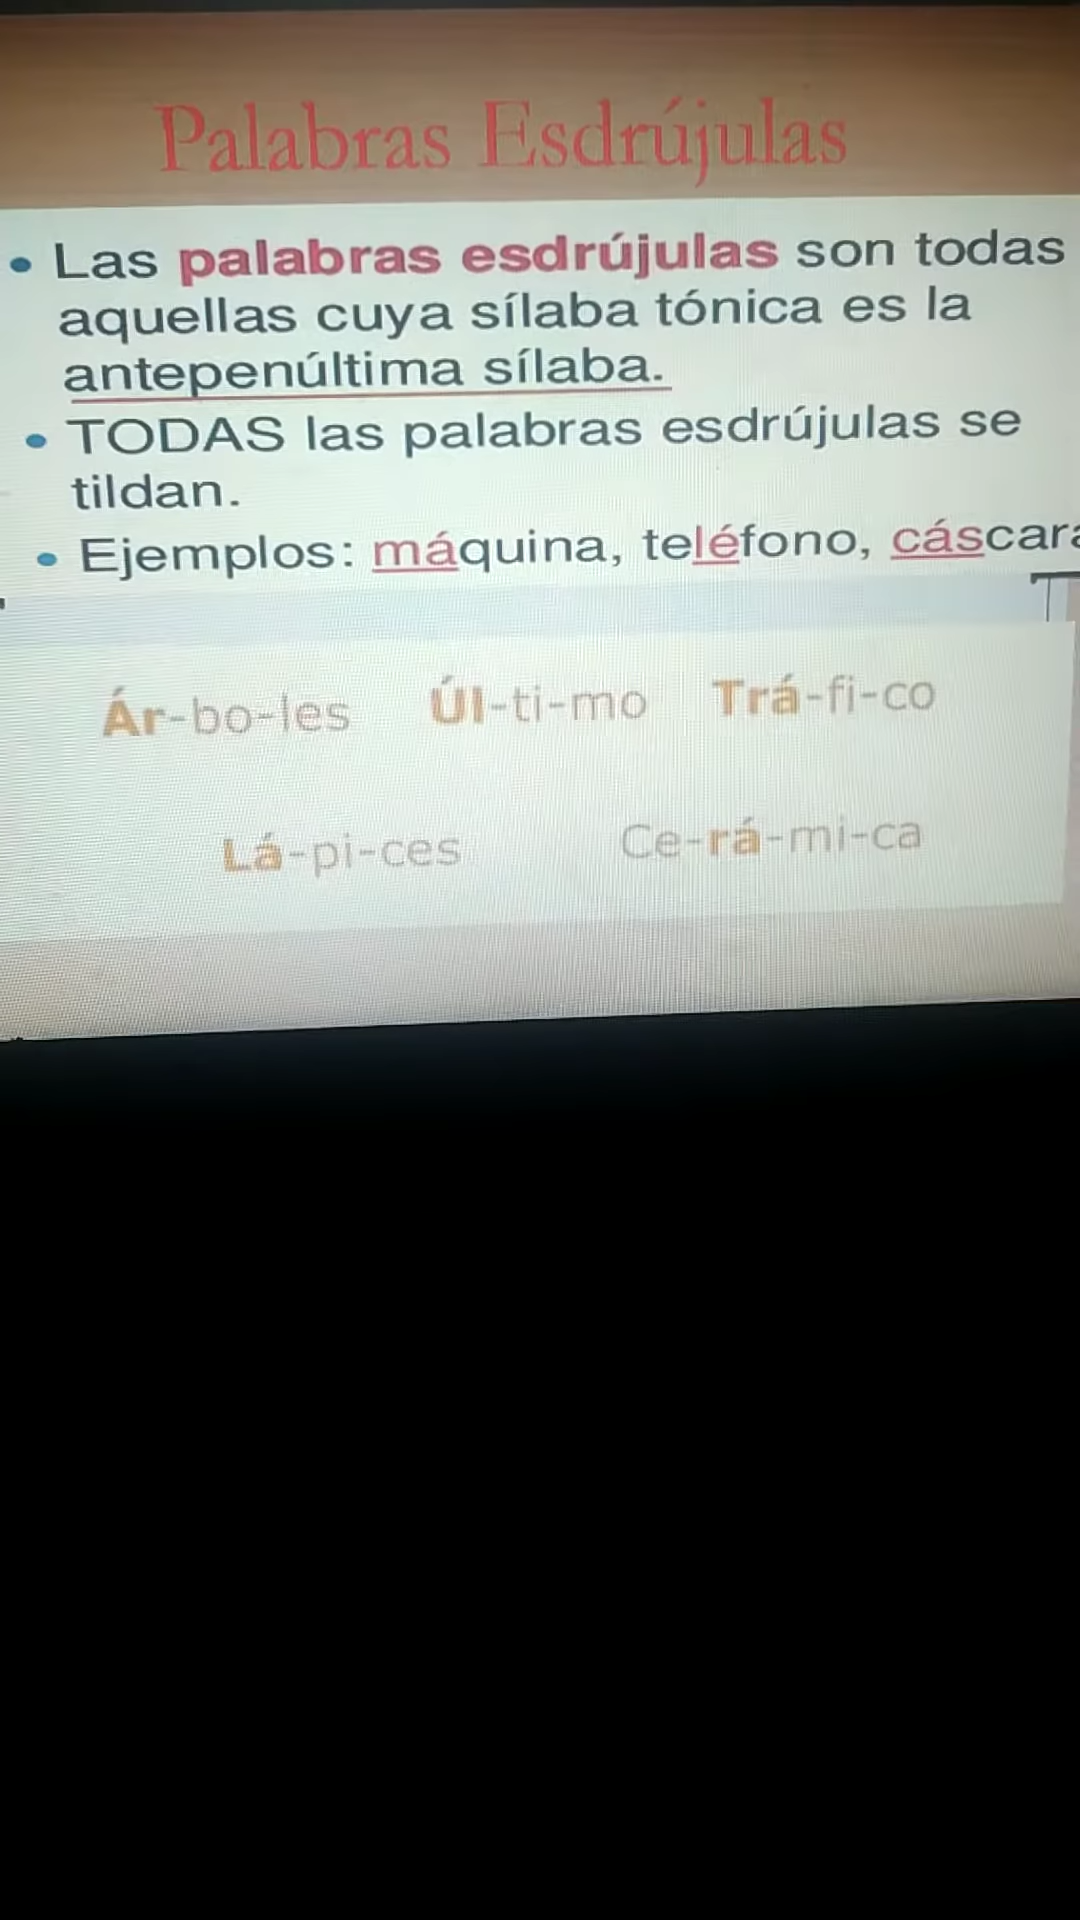 Palabras Esdrújulas
• Las palabras esdrújulas son todas
aquellas cuya sílaba tónica es la
antepenúltima sílaba.
• TODAS las palabras esdrújulas se
tildan.
• Ejemplos: máquina, teléfono, cáscara
Ár-bo-les Úl-ti-mo Trá-fi-co
Lá-pi-ces Ce-rá-mi-ca